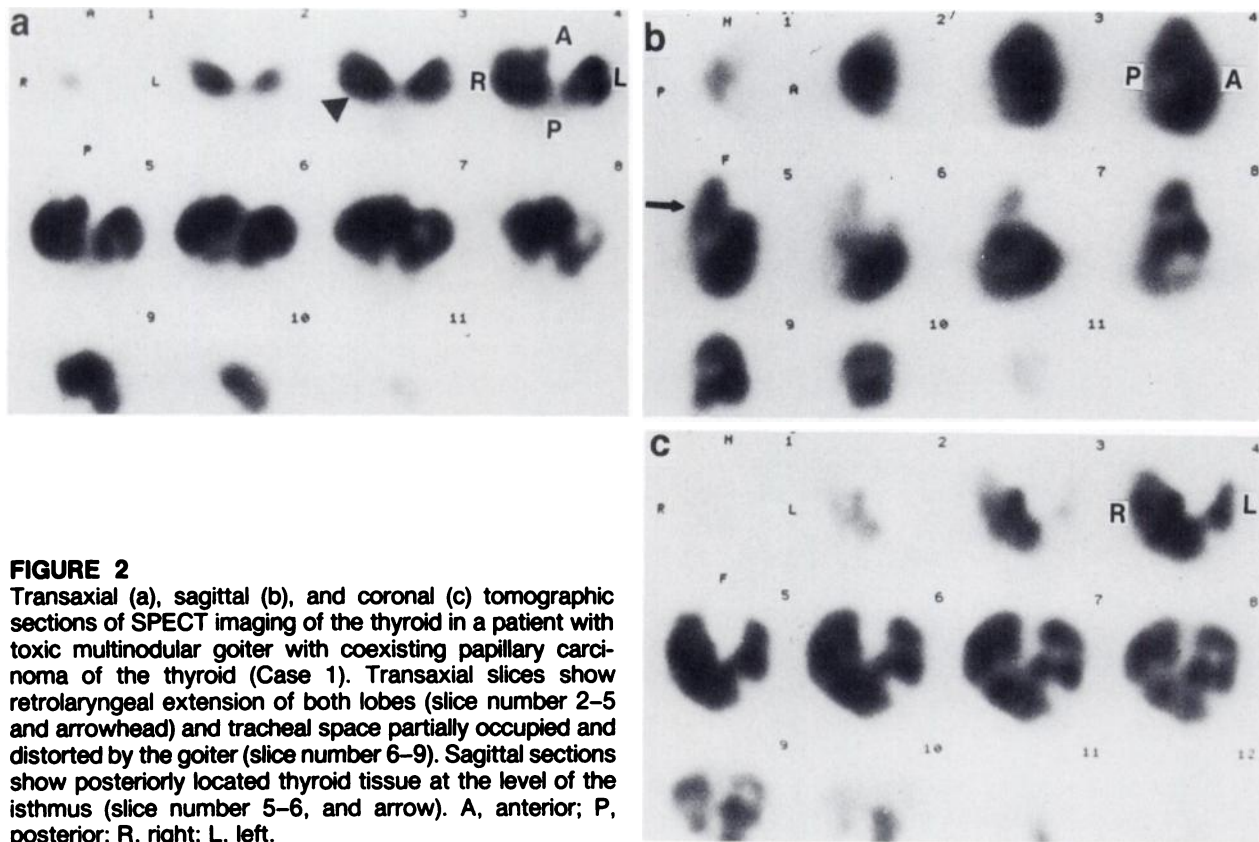 a
A 1 2 3 4
R L R A L
P
P 5 6 7 8
9 10 11
b
H 1 2 3 4
P A P A
F 5 6 7 8
9 10 11
c
H 1 2 3 4
R L R L
F
5 6 7 8
9 10 11 12
FIGURE 2
Transaxial (a), sagittal (b), and coronal (c) tomographic
sections of SPECT imaging of the thyroid in a patient with
toxic multinodular goiter with coexisting papillary carci-
noma of the thyroid (Case 1). Transaxial slices show
retrolaryngeal extension of both lobes (slice number 2–5
and arrowhead) and tracheal space partially occupied and
distorted by the goiter (slice number 6–9). Sagittal sections
show posteriorly located thyroid tissue at the level of the
isthmus (slice number 5–6, and arrow). A, anterior; P,
posterior; R, right; L, left.